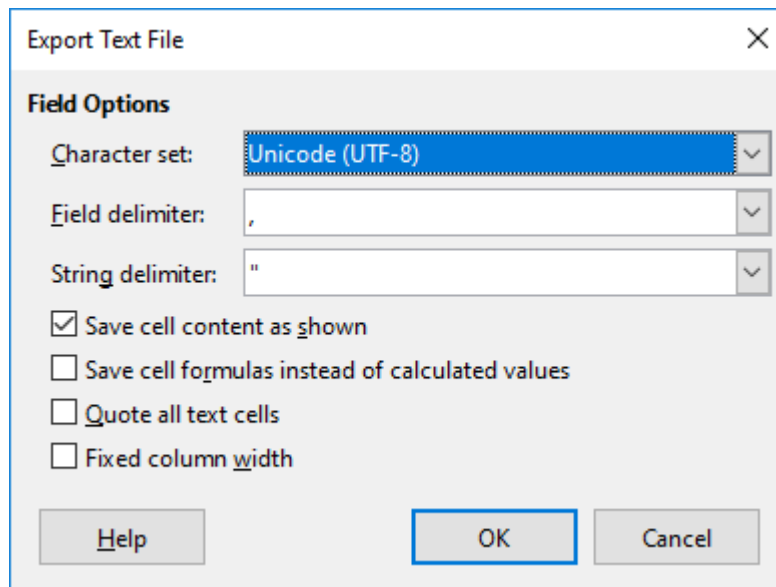 Export Text File
Field Options
Character set: Unicode (UTF-8)
Field delimiter: ,
String delimiter: "
Save cell content as shown
Save cell formulas instead of calculated values
Quote all text cells
Fixed column width
Help OK Cancel